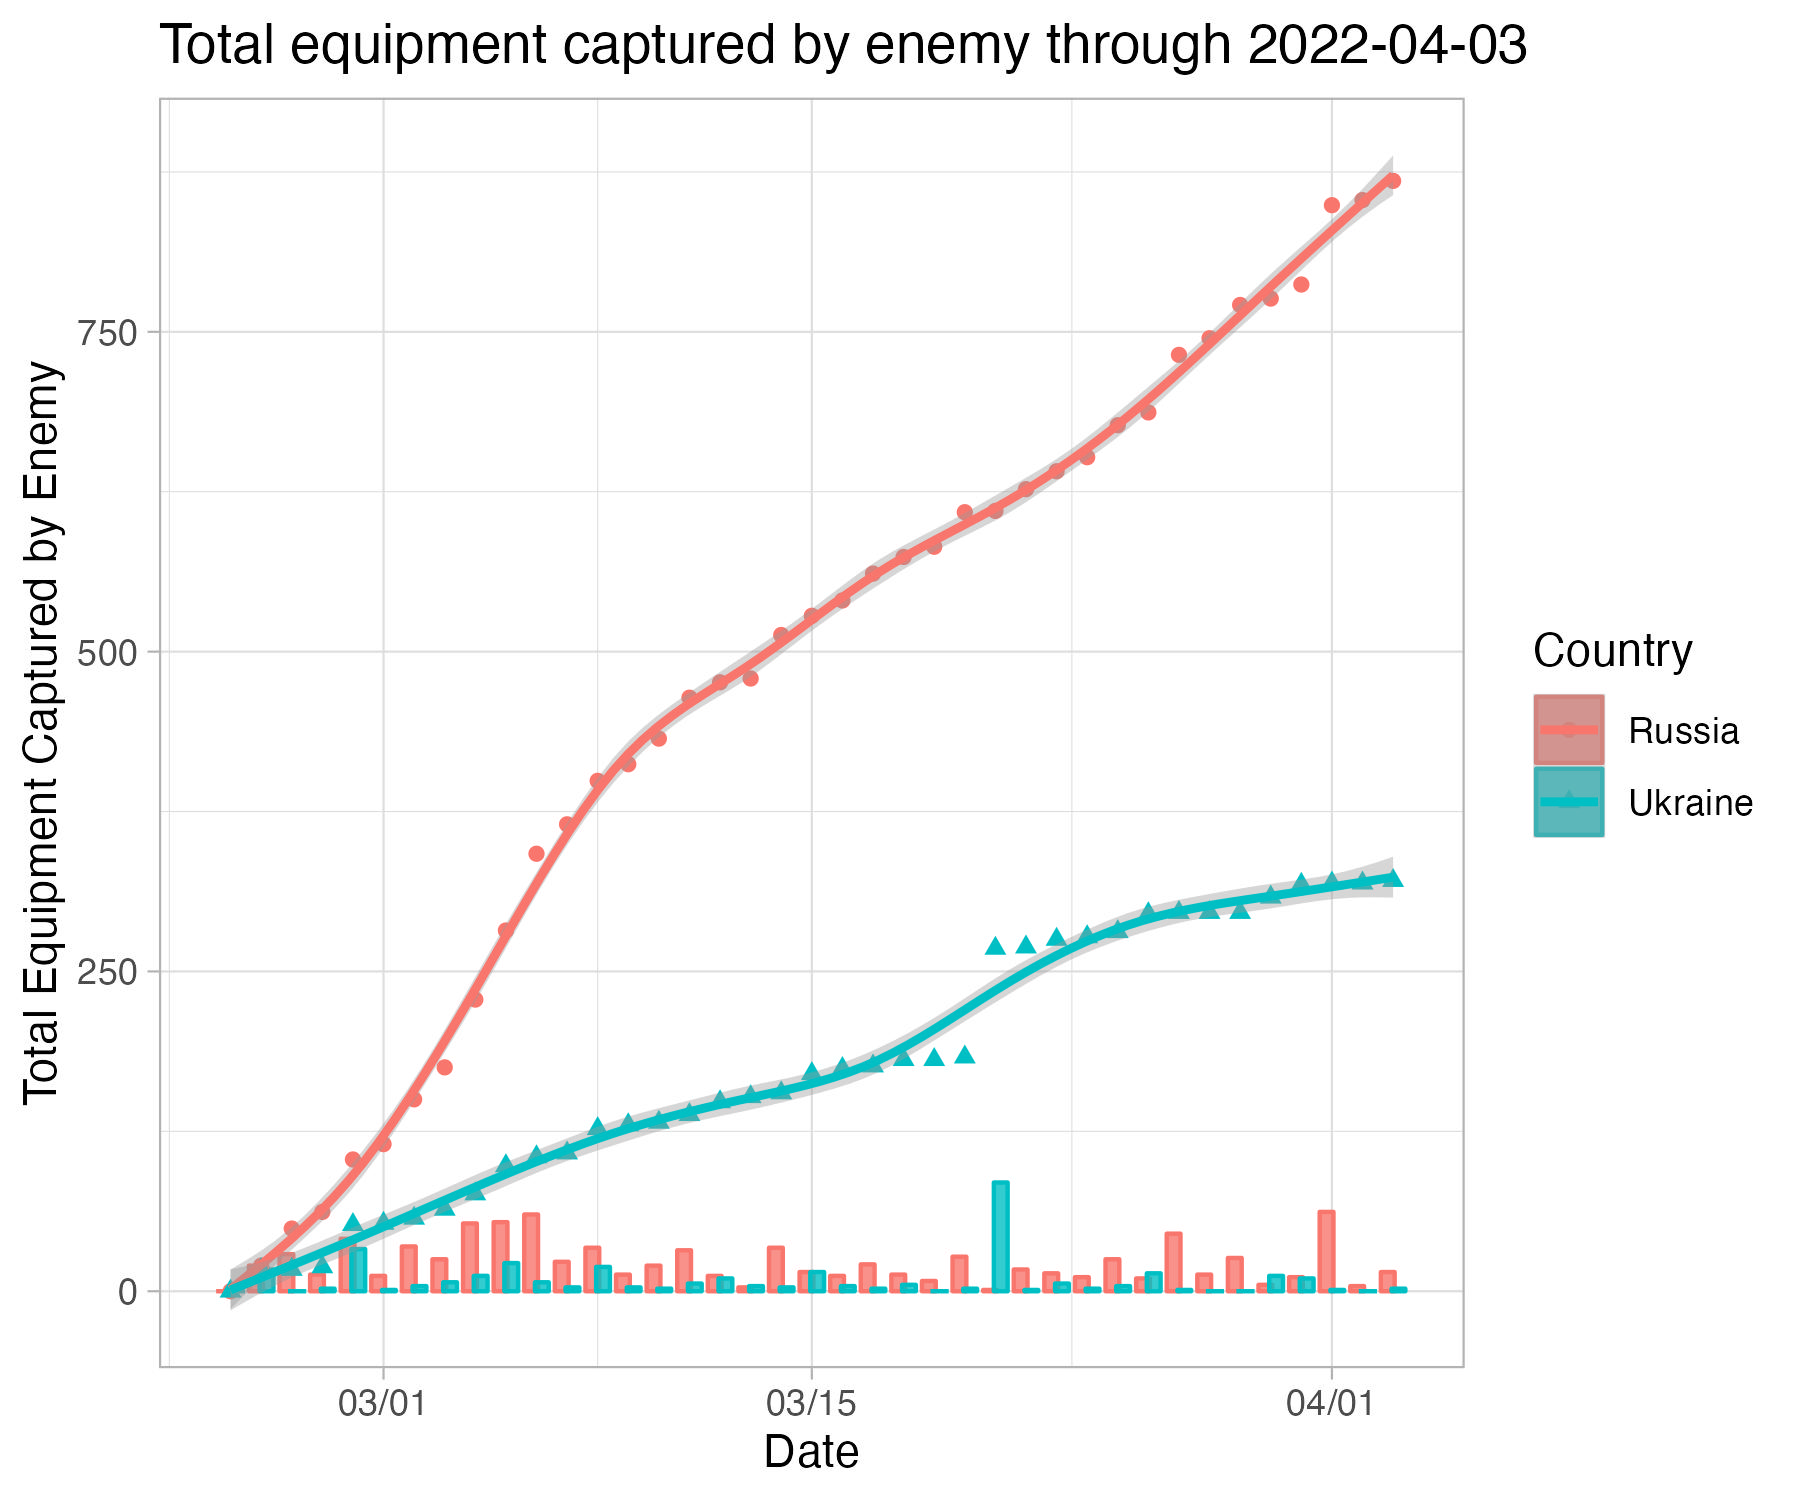 Total equipment captured by enemy through 2022-04-03
Total Equipment Captured by Enemy
750
500
250
0
03/01
03/15
04/01
Date
Country
Russia
Ukraine